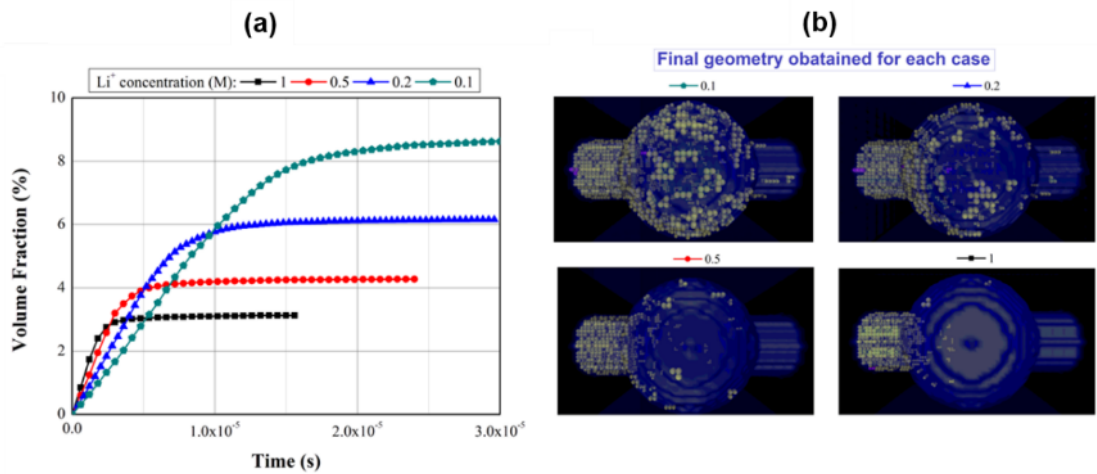 (a)
(b)
Li⁺ concentration (M): 1 0.5 0.2 0.1
10
8
6
4
2
0
Volume Fraction (%)
0.0 1.0x10⁻⁵ 2.0x10⁻⁵ 3.0x10⁻⁵
Time (s)
Final geometry obatained for each case
0.1
0.2
0.5
1